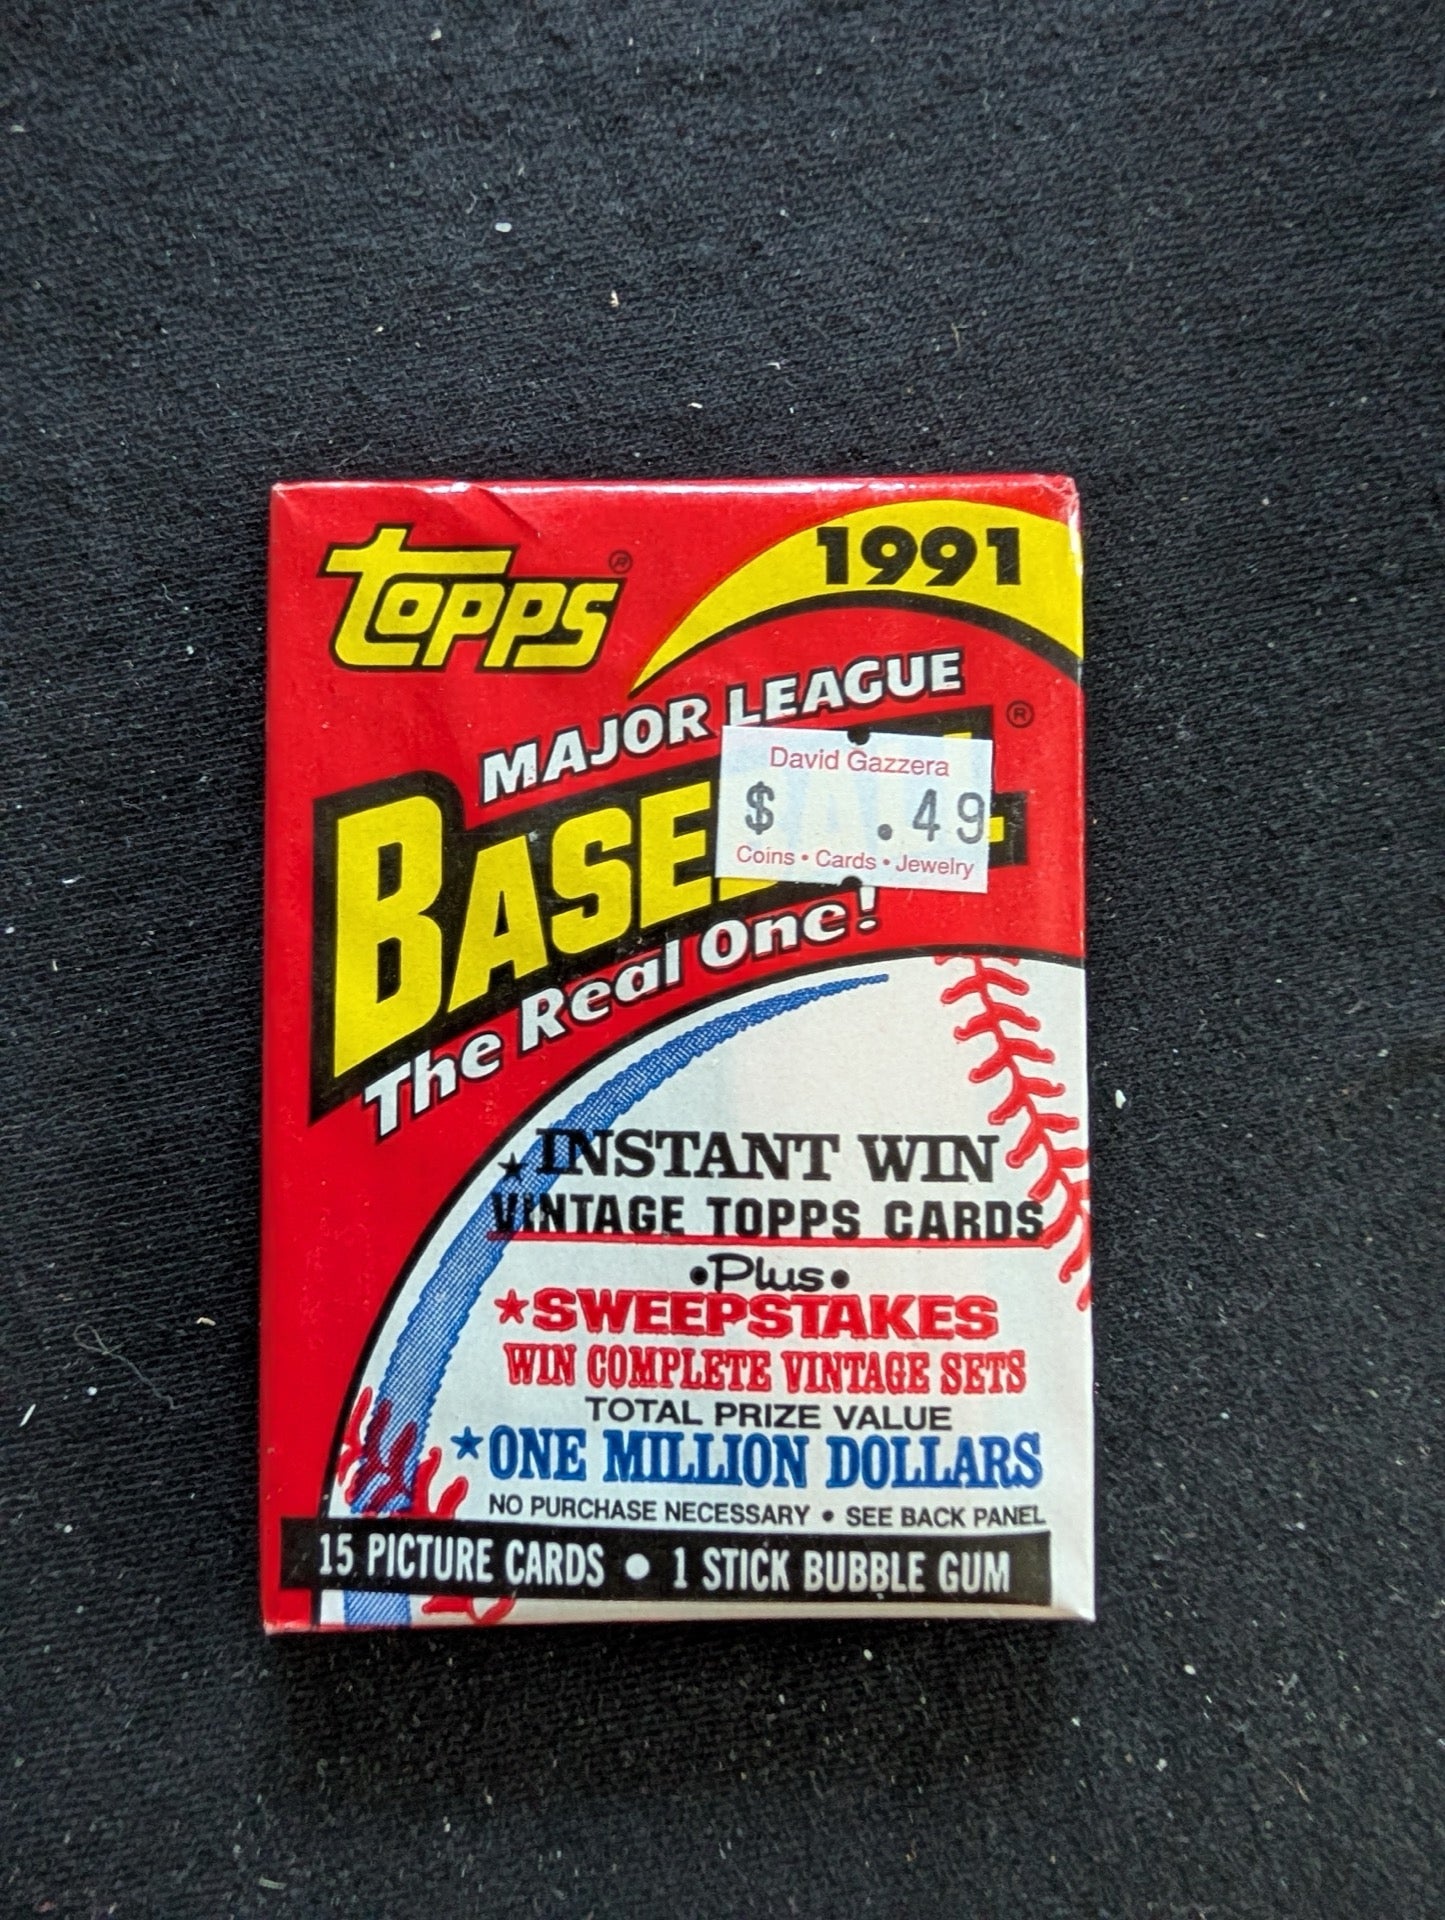 Topps®
1991
MAJOR LEAGUE
BASEBALL®
David Gazzera
$ .49
Coins • Cards • Jewelry
The Real One!
★INSTANT WIN
VINTAGE TOPPS CARDS
•Plus•
★SWEEPSTAKES
WIN COMPLETE VINTAGE SETS
TOTAL PRIZE VALUE
★ONE MILLION DOLLARS
NO PURCHASE NECESSARY • SEE BACK PANEL
15 PICTURE CARDS • 1 STICK BUBBLE GUM